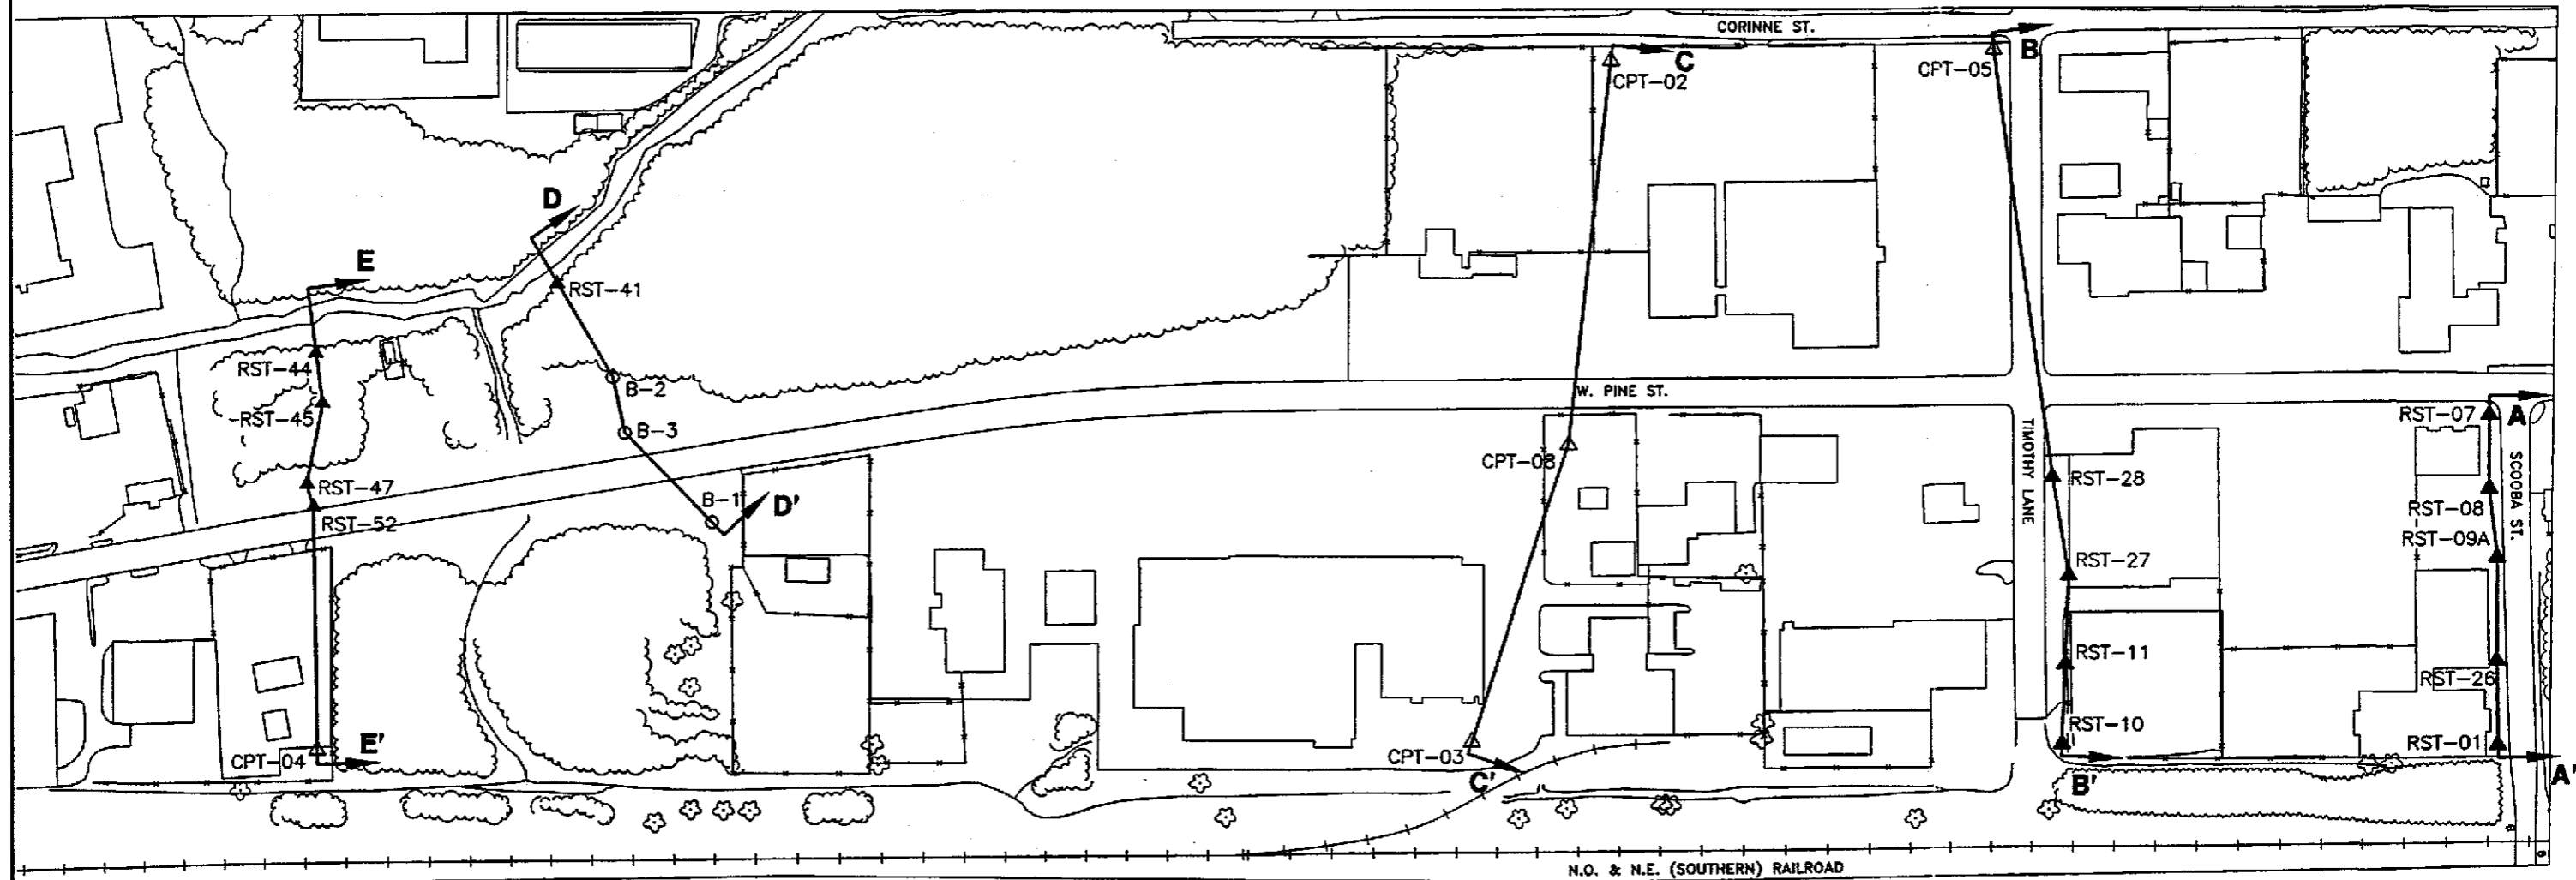 CORINNE ST.
B
C
CPT-02
CPT-05
D
E
RST-41
RST-44
B-2
W. PINE ST.
RST-45
RST-07
A
B-3
CPT-08
TIMOTHY LANE
SCOOBA ST.
RST-28
RST-47
B-1
D'
RST-08
RST-52
RST-09A
RST-27
RST-11
RST-26
RST-10
RST-01
CPT-04
E'
CPT-03
C'
B'
A'
N.O. & N.E. (SOUTHERN) RAILROAD